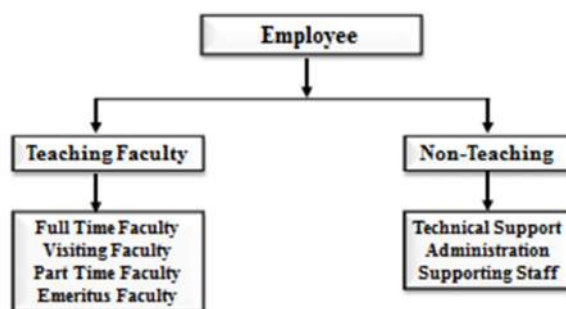 Employee
Teaching Faculty
Non-Teaching
Full Time Faculty
Visiting Faculty
Part Time Faculty
Emeritus Faculty
Technical Support
Administration
Supporting Staff